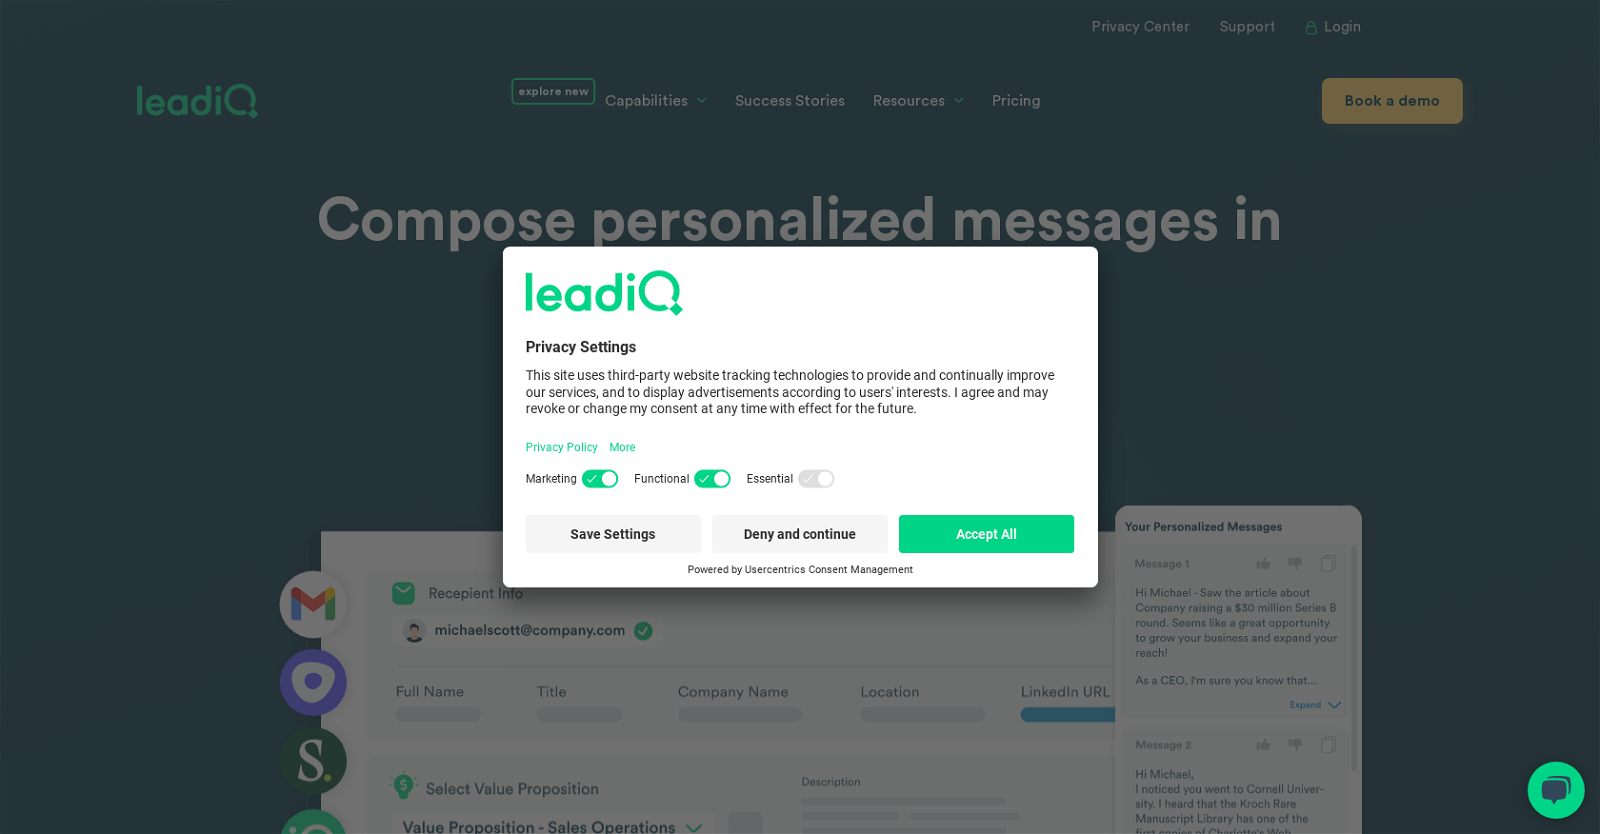 Privacy Center Support Login
leadiQ explore new Capabilities Success Stories Resources Pricing Book a demo
Compose personalized messages in
leadiQ
Privacy Settings
This site uses third-party website tracking technologies to provide and continually improve
our services, and to display advertisements according to users' interests. I agree and may
revoke or change my consent at any time with effect for the future.
Privacy Policy More
Marketing Functional Essential
Save Settings Deny and continue Accept All
Powered by Usercentrics Consent Management
Recepient Info
michaelscott@company.com
Full Name Title Company Name Location LinkedIn URL
Select Value Proposition
Value Proposition - Sales Operations
Description
Your Personalized Messages
Message 1
Hi Michael - Saw the article about
Company raising a $30 million Series B
round. Seems like a great opportunity
to grow your business and expand your
reach!
As a CEO, I'm sure you know that...
Expand
Message 2
Hi Michael,
I noticed you went to Cornell Univer-
sity. I heard that the Kroch Rare
Manuscript Library has one of the
first copies of Charlotte's Web
S.